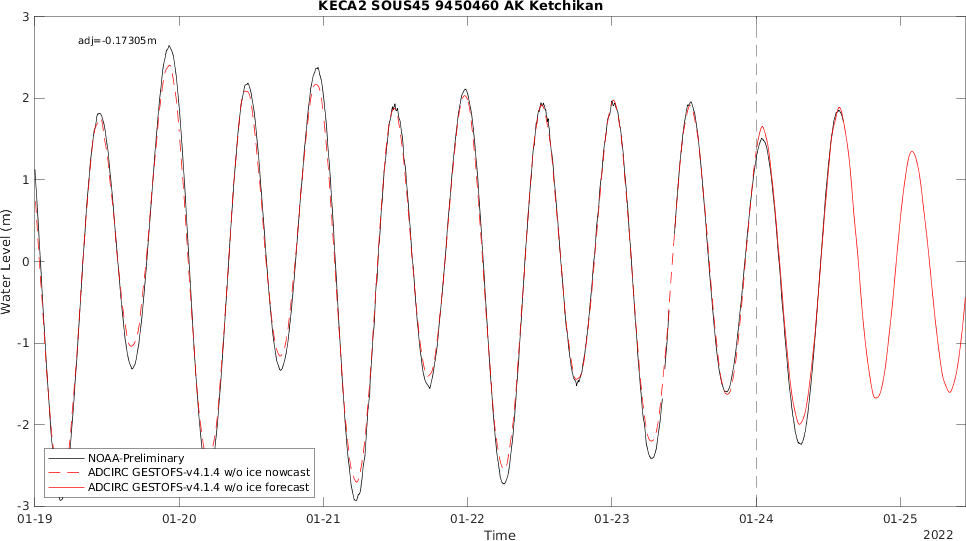 KECA2 SOUS45 9450460 AK Ketchikan
adj=-0.17305m
3
2
1
0
-1
-2
-3
Water Level (m)
NOAA-Preliminary
ADCIRC GESTOFS-v4.1.4 w/o ice nowcast
ADCIRC GESTOFS-v4.1.4 w/o ice forecast
01-19 01-20 01-21 01-22 01-23 01-24 01-25
Time
2022